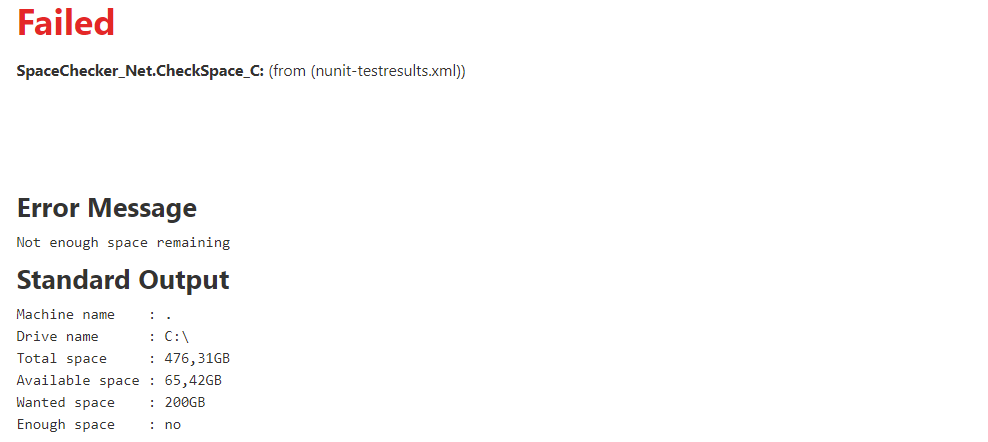 Failed
SpaceChecker_Net.CheckSpace_C: (from (nunit-testresults.xml))
Error Message
Not enough space remaining
Standard Output
Machine name    : .
Drive name      : C:\
Total space     : 476,31GB
Available space : 65,42GB
Wanted space    : 200GB
Enough space    : no